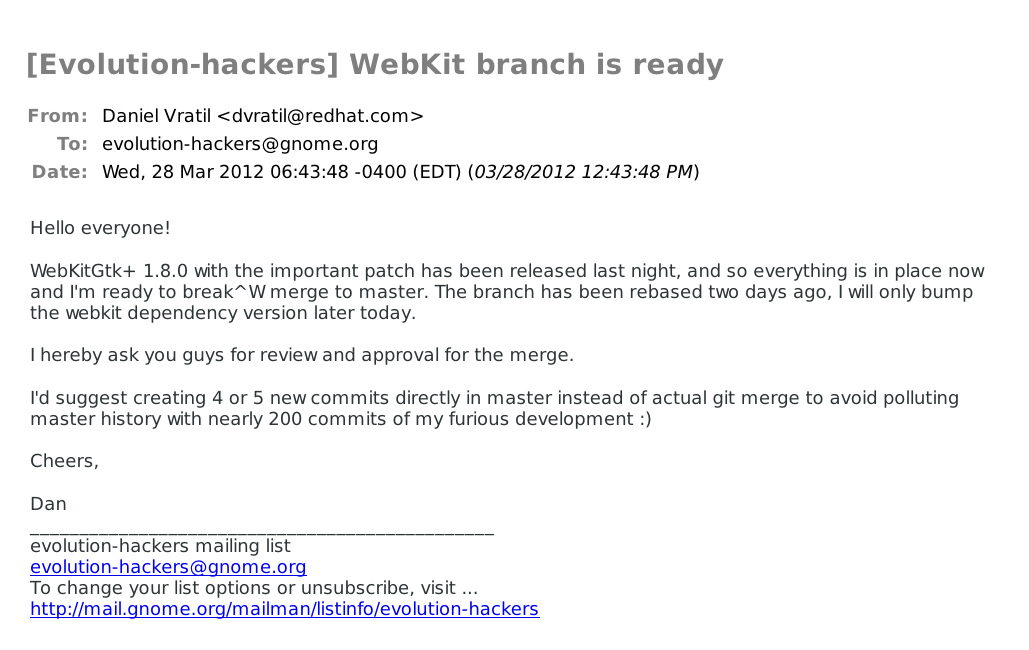 [Evolution-hackers] WebKit branch is ready
From: Daniel Vratil <dvratil@redhat.com>
To: evolution-hackers@gnome.org
Date: Wed, 28 Mar 2012 06:43:48 -0400 (EDT) (03/28/2012 12:43:48 PM)
Hello everyone!
WebKitGtk+ 1.8.0 with the important patch has been released last night, and so everything is in place now
and I'm ready to break^W merge to master. The branch has been rebased two days ago, I will only bump
the webkit dependency version later today.
I hereby ask you guys for review and approval for the merge.
I'd suggest creating 4 or 5 new commits directly in master instead of actual git merge to avoid polluting
master history with nearly 200 commits of my furious development :)
Cheers,
Dan
_______________________________________________
evolution-hackers mailing list
evolution-hackers@gnome.org
To change your list options or unsubscribe, visit ...
http://mail.gnome.org/mailman/listinfo/evolution-hackers